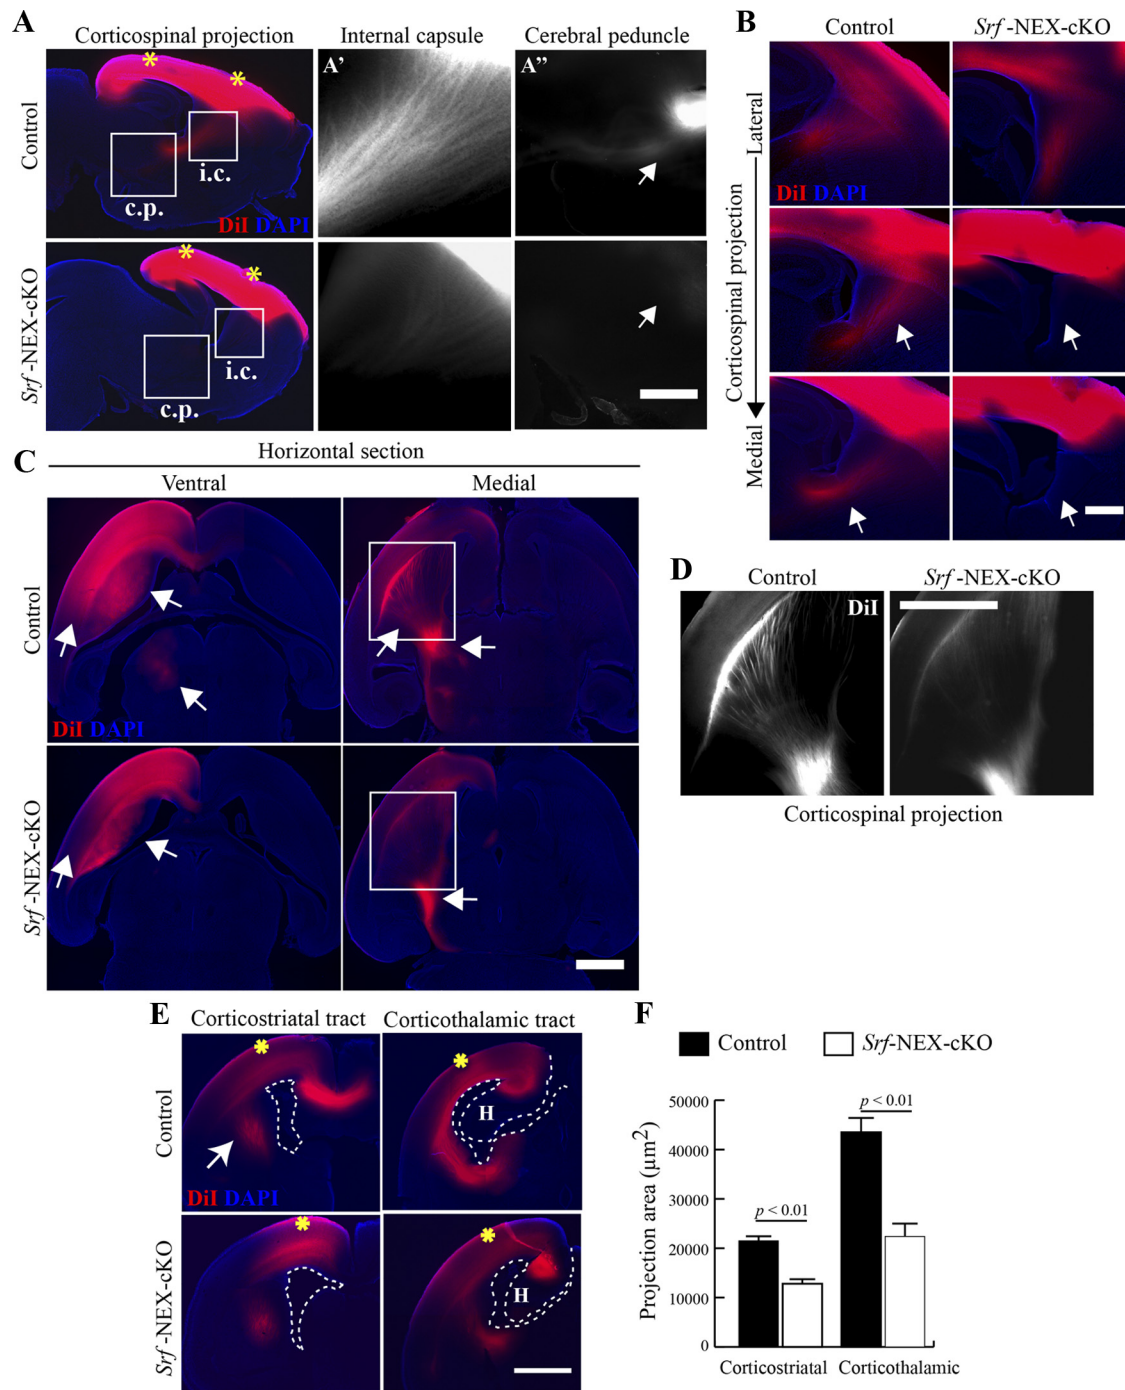 A
Corticospinal projection
Internal capsule
Cerebral peduncle
Control
A'
A"
i.c.
c.p.
DiI DAPI
Srf-NEX-cKO
i.c.
c.p.
B
Control
Srf-NEX-cKO
Lateral
DiI DAPI
Corticospinal projection
Medial
C
Horizontal section
Ventral
Medial
Control
DiI DAPI
Srf-NEX-cKO
D
Control
Srf-NEX-cKO
DiI
Corticospinal projection
E
Corticostriatal tract
Corticothalamic tract
Control
H
DiI DAPI
Srf-NEX-cKO
H
F
Control
Srf-NEX-cKO
Projection area (µm²)
50000
40000
30000
20000
10000
0
p < 0.01
p < 0.01
Corticostriatal
Corticothalamic